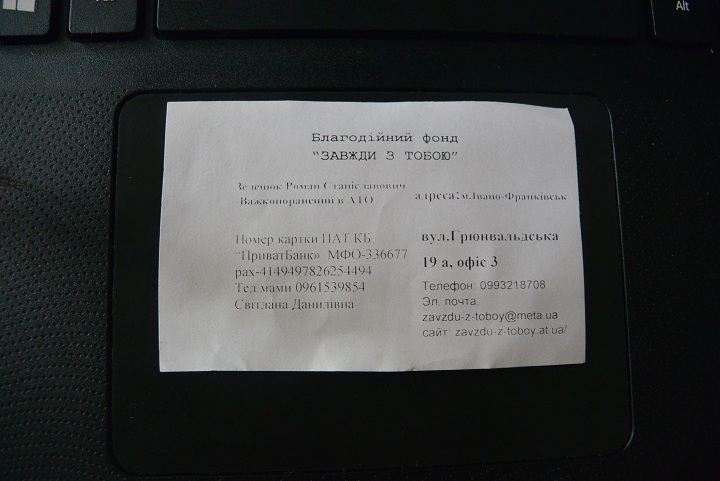 Alt
Благодійний фонд
"ЗАВЖДИ З ТОБОЮ"
Зеленюк Роман Станіславович
Важкопоранений в АТО
Номер картки ПАТ КБ
"ПриватБанк» МФО-336677
рах-4149497826254494
Тел мами 0961539854
Світлана Данилівна
адреса: м.Івано-Франківськ
вул.Грюнвальдська
19 а, офіс 3
Телефон: 0993218708
Эл. почта.
zavzdu-z-toboy@meta.ua
сайт: zavzdu-z-toboy.at.ua/